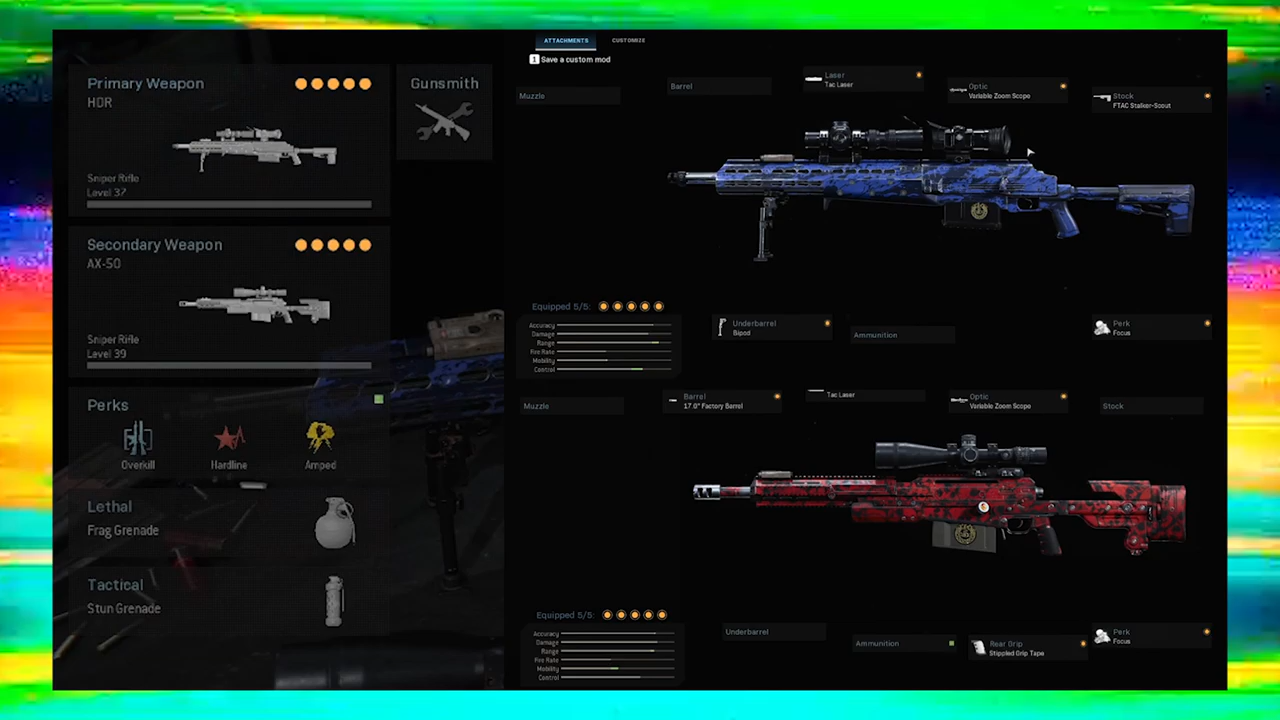 Primary Weapon
HDR
Sniper Rifle
Level 37
Gunsmith
Secondary Weapon
AX-50
Sniper Rifle
Level 39
Perks
Overkill
Hardline
Amped
Lethal
Frag Grenade
Tactical
Stun Grenade
ATTACHMENTS
CUSTOMIZE
1 Save a custom mod
Muzzle
Barrel
Laser
Tac Laser
Optic
Variable Zoom Scope
Stock
FTAC Stalker-Scout
Equipped 5/5:
Accuracy
Damage
Range
Fire Rate
Mobility
Control
Underbarrel
Bipod
Ammunition
Perk
Focus
Muzzle
Barrel
17.0" Factory Barrel
Tac Laser
Optic
Variable Zoom Scope
Stock
Equipped 5/5:
Accuracy
Damage
Range
Fire Rate
Mobility
Control
Underbarrel
Ammunition
Rear Grip
Stippled Grip Tape
Perk
Focus